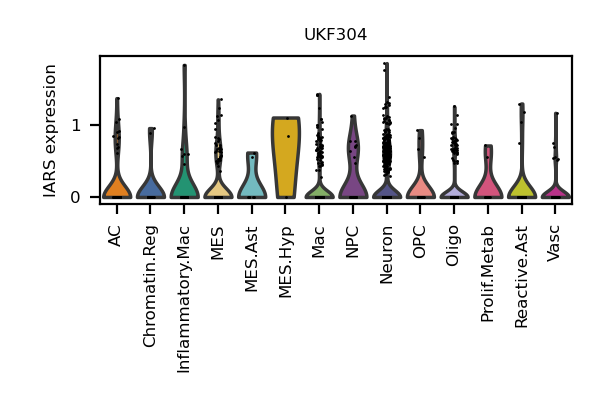 UKF304
IARS expression
1
0
AC
Chromatin.Reg
Inflammatory.Mac
MES
MES.Ast
MES.Hyp
Mac
NPC
Neuron
OPC
Oligo
Prolif.Metab
Reactive.Ast
Vasc